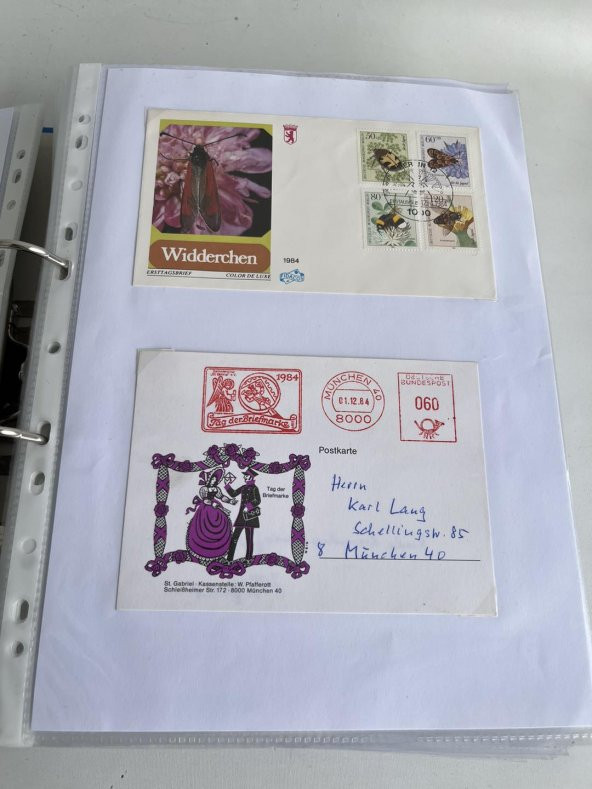 50
60
80
1000
Widderchen
ERSTTAGSBRIEF COLOR DE LUXE
1984
1984
Tag der Briefmarke
MÜNCHEN 40
01.12.84
8000
DEUTSCHE
BUNDESPOST
060
Postkarte
Tag der
Briefmarke
Herrn
Karl Lang
Schellingstr. 85
8 München 40
St. Gabriel · Kassenstelle: W. Pfafferott
Schleißheimer Str. 172 · 8000 München 40